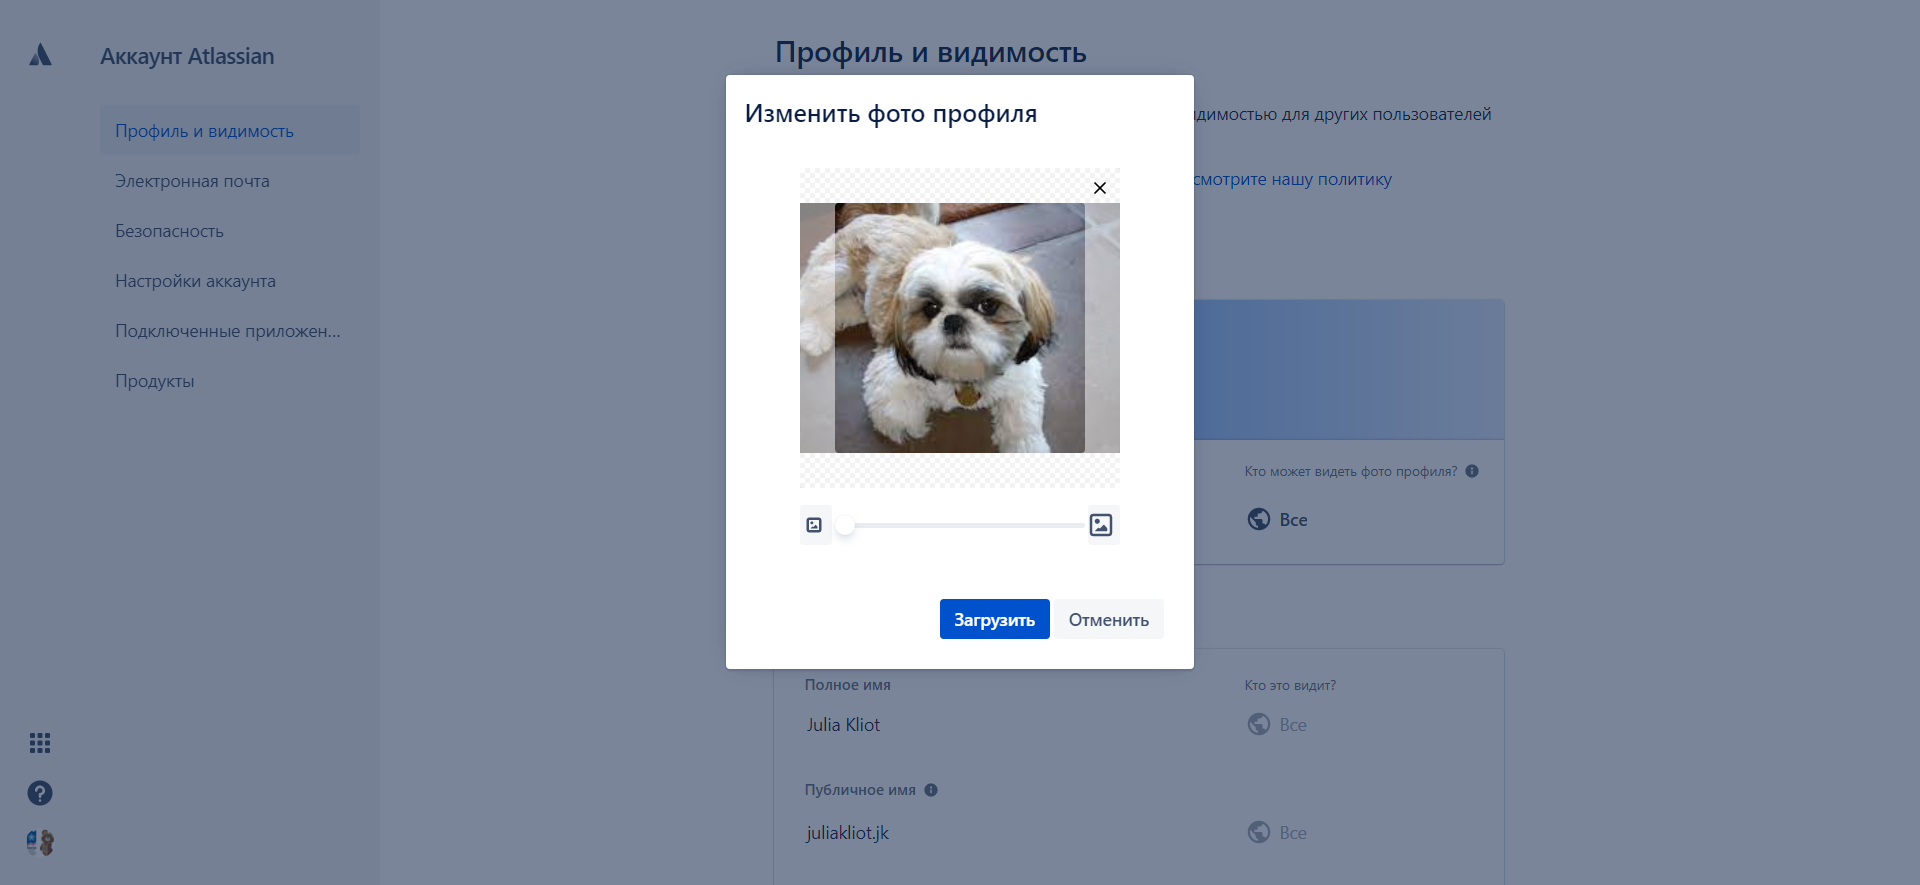 Аккаунт Atlassian
Профиль и видимость
Электронная почта
Безопасность
Настройки аккаунта
Подключенные приложен...
Продукты
Профиль и видимость
димостью для других пользователей
смотрите нашу политику
Изменить фото профиля
Загрузить
Отменить
Кто может видеть фото профиля?
Все
Полное имя
Кто это видит?
Julia Kliot
Все
Публичное имя
juliakliot.jk
Все